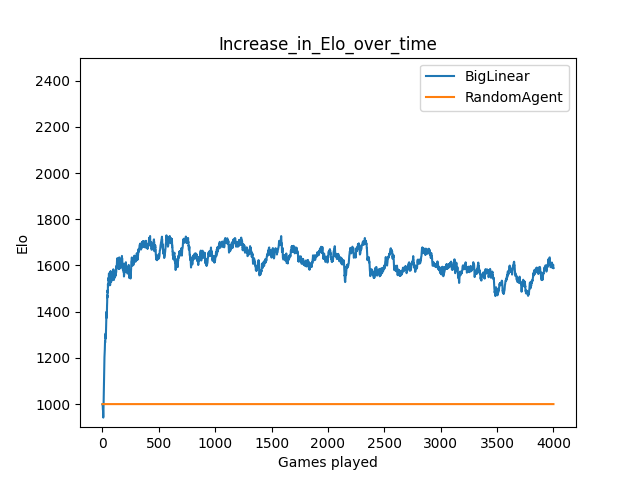 Increase_in_Elo_over_time
BigLinear
RandomAgent
2400
2200
2000
1800
1600
1400
1200
1000
Elo
0 500 1000 1500 2000 2500 3000 3500 4000
Games played